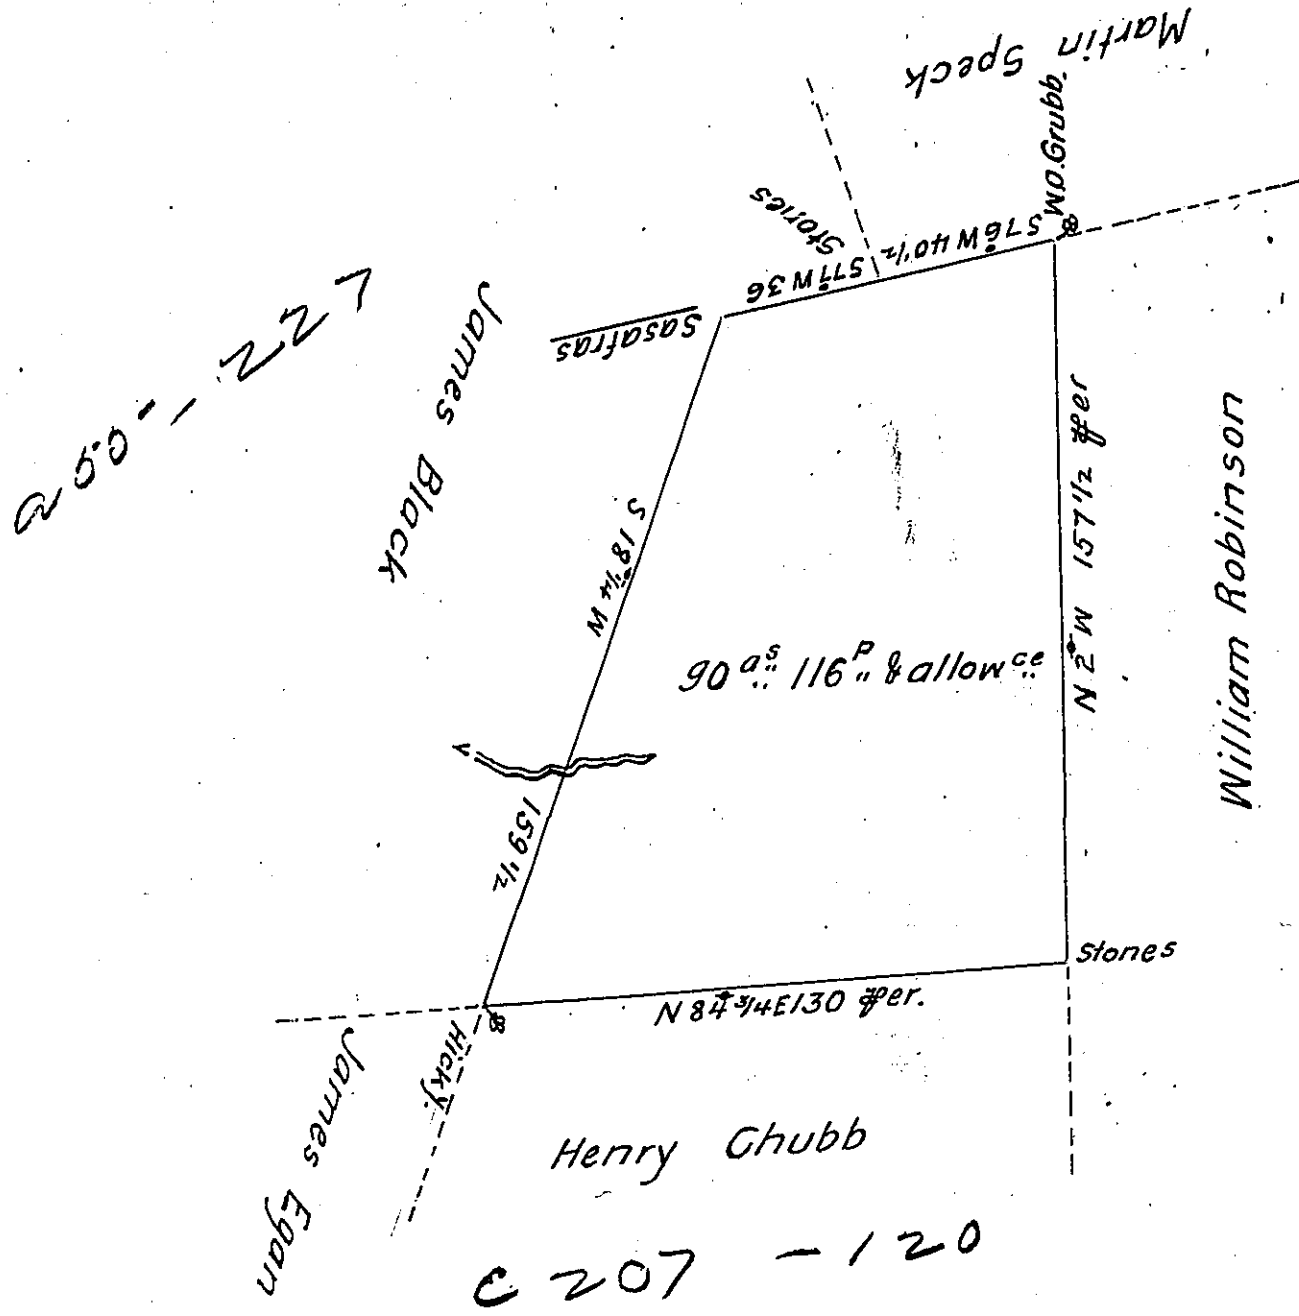 Martin Speck
W.O. Grubb.
Stones
S 76° W 40 1/2
S 77° W 36
Sasafras
James Black
S 18° 1/4 W
159 1/2
N 2° W 157 1/2 per
William Robinson
90 as 116 p & allowce
Stones
N 84° 3/4 E 130 per.
Hicky.
James Egan
Henry Chubb
C 207 - 120
- 227